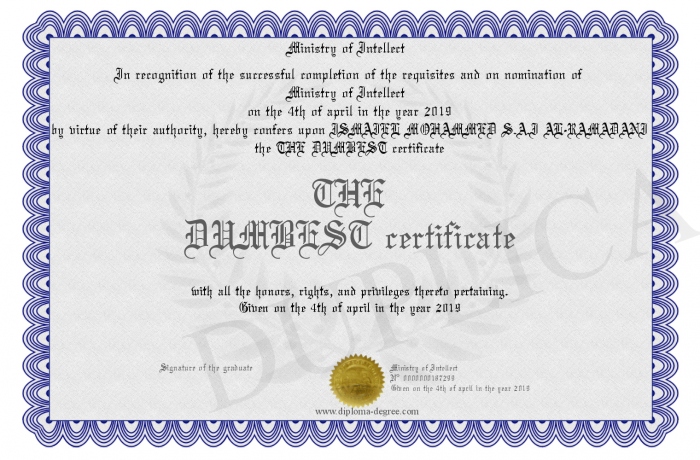 Ministry of Intellect
In recognition of the successful completion of the requisites and on nomination of
Ministry of Intellect
on the 4th of april in the year 2019
by virtue of their authority, hereby confers upon ISMAIEL MOHAMMED S.A.I AL-RAMADANI
the THE DUMBEST certificate
THE
DUMBEST certificate
with all the honors, rights, and privileges thereto pertaining.
Given on the 4th of april in the year 2019
DUPLICA
Signature of the graduate
Ministry of Intellect
Nº 0000000197299
Given on the 4th of april in the year 2019
www.diploma-degree.com